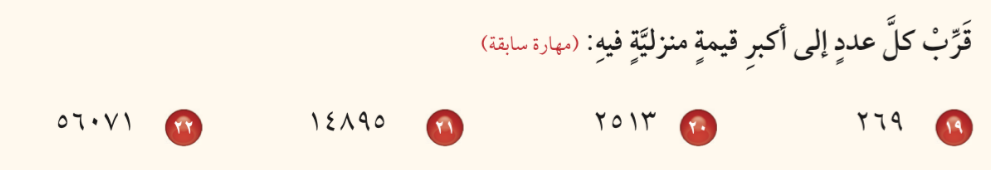 قَرِّبْ كلَّ عددٍ إلى أكبرِ قيمةٍ منزليَّةٍ فيهِ: (مهارة سابقة)
١٩ ٢٦٩ ٢٠ ٢٥١٣ ٢١ ١٤٨٩٥ ٢٢ ٥٦٠٧١